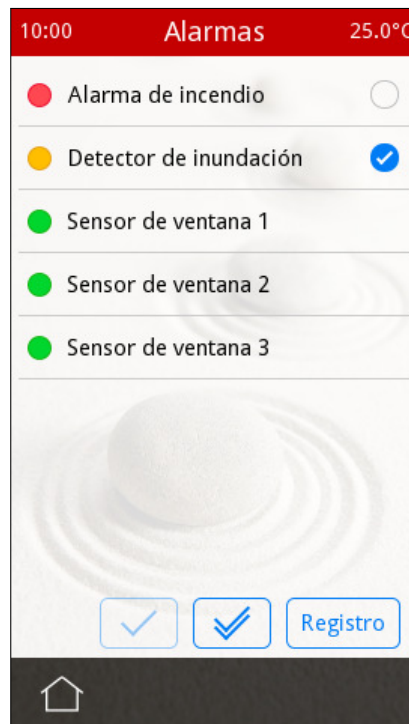 10:00 Alarmas 25.0°C
Alarma de incendio
Detector de inundación
Sensor de ventana 1
Sensor de ventana 2
Sensor de ventana 3
Registro